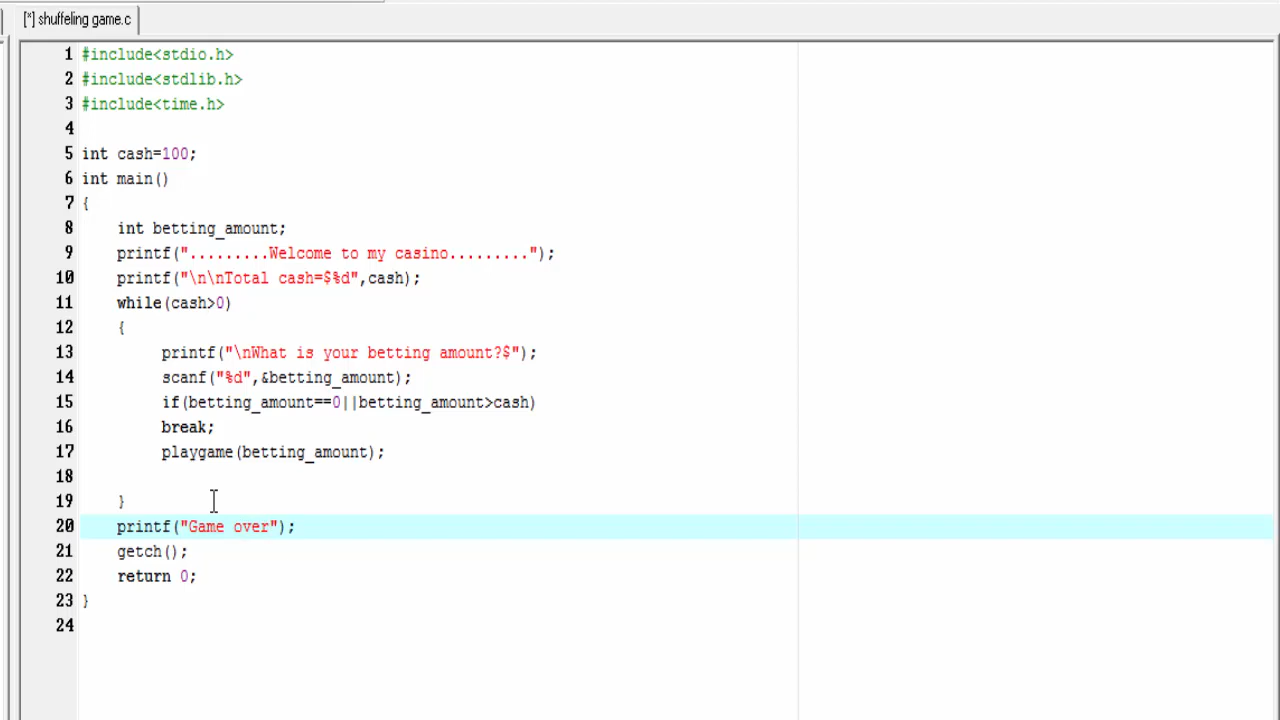 [*] shuffeling game.c
1 #include<stdio.h>
2 #include<stdlib.h>
3 #include<time.h>
4
5 int cash=100;
6 int main()
7 {
8 int betting_amount;
9 printf(".........Welcome to my casino.........");
10 printf("\n\nTotal cash=$%d",cash);
11 while(cash>0)
12 {
13 printf("\nWhat is your betting amount?$");
14 scanf("%d",&betting_amount);
15 if(betting_amount==0||betting_amount>cash)
16 break;
17 playgame(betting_amount);
18
19 }
20 printf("Game over");
21 getch();
22 return 0;
23 }
24